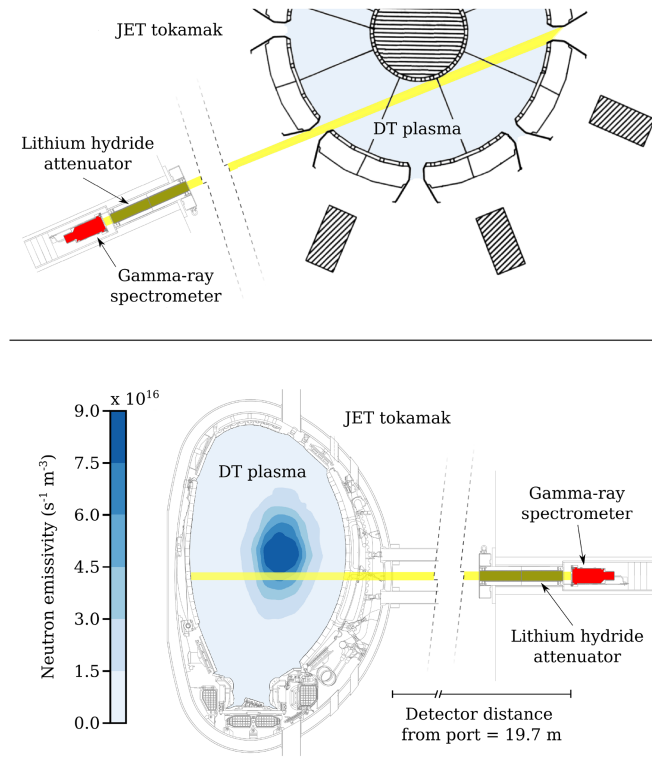 JET tokamak
Lithium hydride
attenuator
DT plasma
Gamma-ray
spectrometer
x 10¹⁶
9.0
7.5
6.0
4.5
3.0
1.5
0.0
Neutron emissivity (s⁻¹ m⁻³)
JET tokamak
DT plasma
Gamma-ray
spectrometer
Lithium hydride
attenuator
Detector distance
from port = 19.7 m